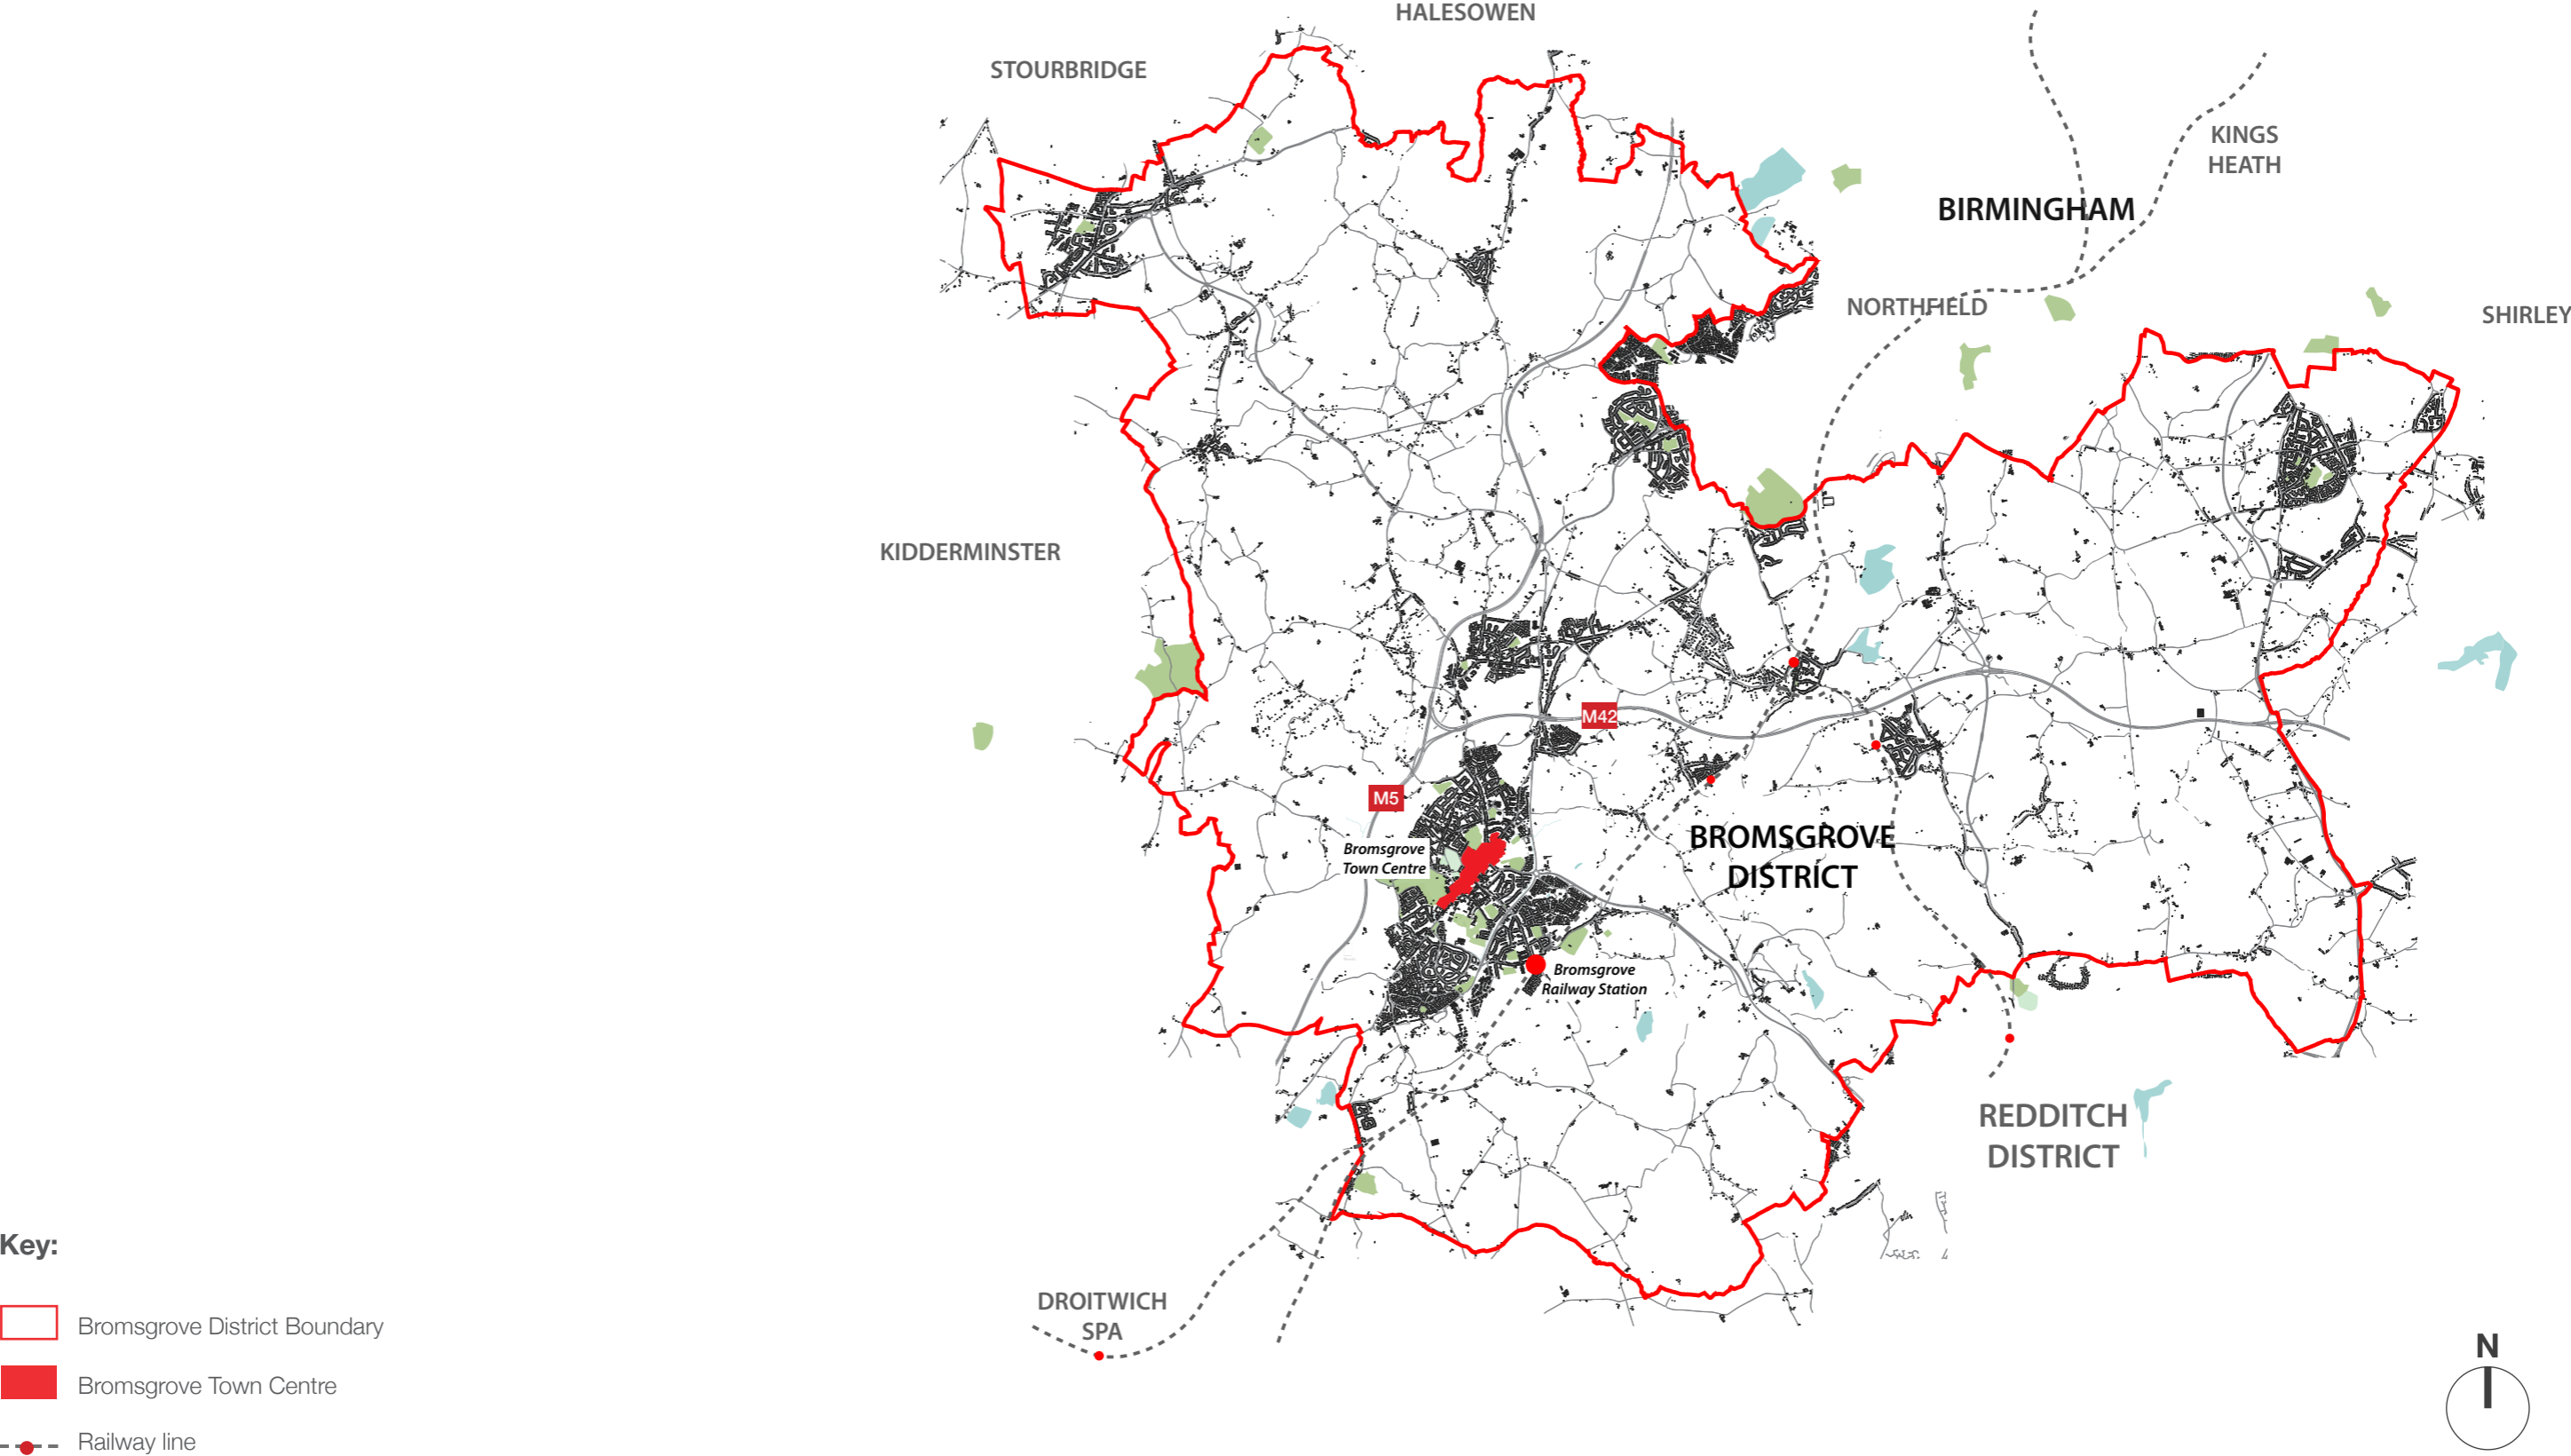 HALESOWEN
STOURBRIDGE
KINGS
HEATH
BIRMINGHAM
NORTHFIELD
SHIRLEY
KIDDERMINSTER
M42
M5
BROMSGROVE
DISTRICT
Bromsgrove
Town Centre
Bromsgrove
Railway Station
REDDITCH
DISTRICT
DROITWICH
SPA
Key:
Bromsgrove District Boundary
Bromsgrove Town Centre
Railway line
N